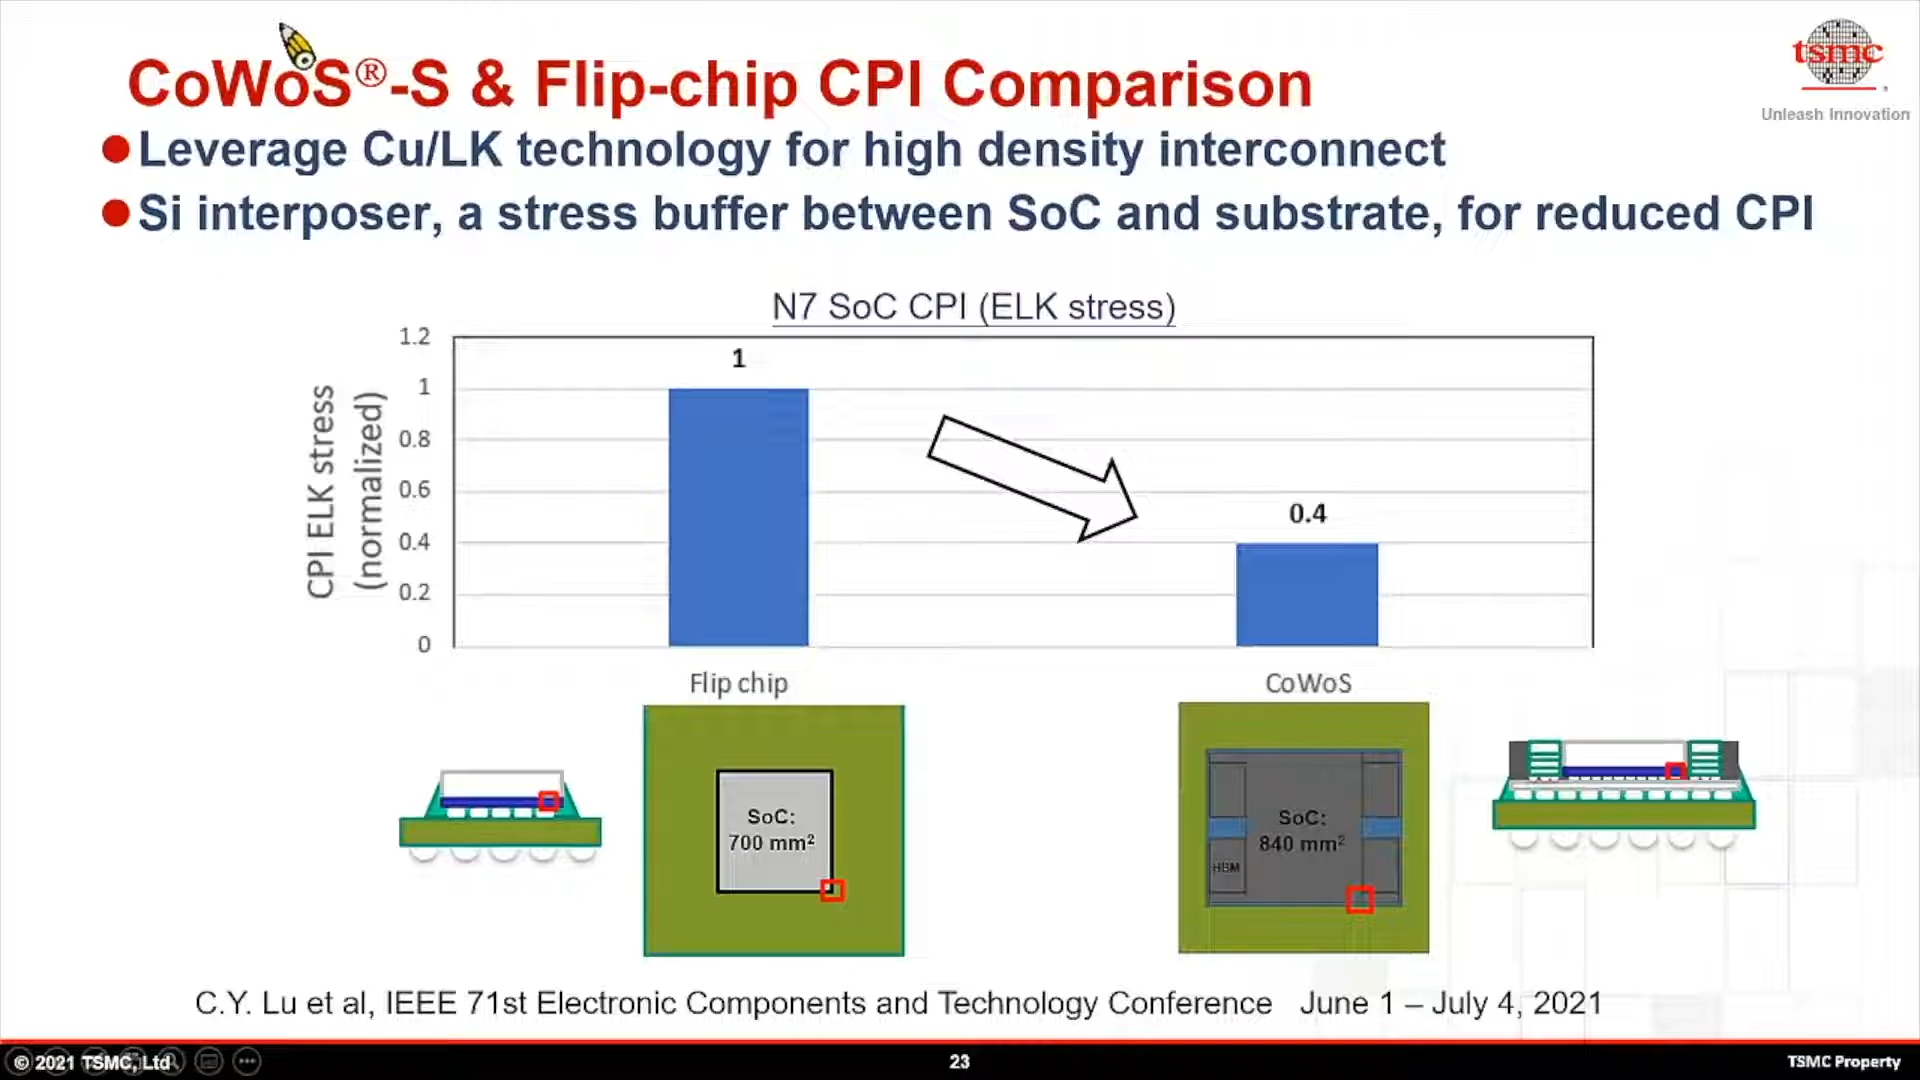 CoWoS®-S & Flip-chip CPI Comparison
tsmc
Unleash Innovation
Leverage Cu/LK technology for high density interconnect
Si interposer, a stress buffer between SoC and substrate, for reduced CPI
N7 SoC CPI (ELK stress)
CPI ELK stress
(normalized)
1.2
1
0.8
0.6
0.4
0.2
0
1
0.4
Flip chip
CoWoS
SoC:
700 mm²
SoC:
840 mm²
HBM
C.Y. Lu et al, IEEE 71st Electronic Components and Technology Conference June 1 – July 4, 2021
© 2021 TSMC, Ltd
23
TSMC Property